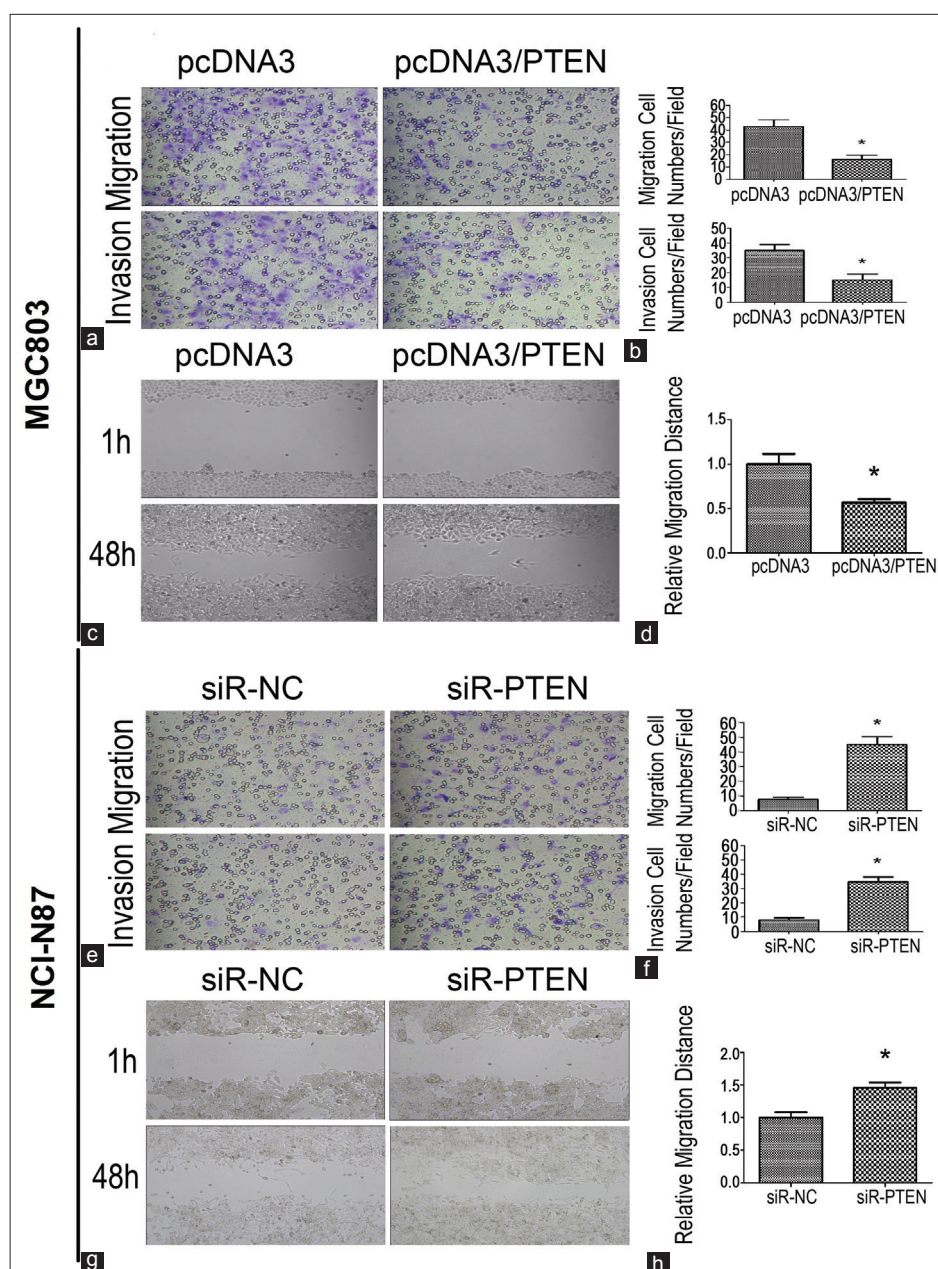 MGC803
pcDNA3 pcDNA3/PTEN
Migration
Invasion
a
Migration Cell
Numbers/Field
60
50
40
30
20
10
0
*
pcDNA3 pcDNA3/PTEN
Invasion Cell
Numbers/Field
50
40
30
20
10
0
*
pcDNA3 pcDNA3/PTEN
b
pcDNA3 pcDNA3/PTEN
1h
48h
c
Relative Migration Distance
1.5
1.0
0.5
0.0
*
pcDNA3 pcDNA3/PTEN
d
NCI-N87
siR-NC siR-PTEN
Migration
Invasion
e
Migration Cell
Numbers/Field
60
50
40
30
20
10
0
*
siR-NC siR-PTEN
Invasion Cell
Numbers/Field
60
50
40
30
20
10
0
*
siR-NC siR-PTEN
f
siR-NC siR-PTEN
1h
48h
g
Relative Migration Distance
2.0
1.5
1.0
0.5
0.0
*
siR-NC siR-PTEN
h